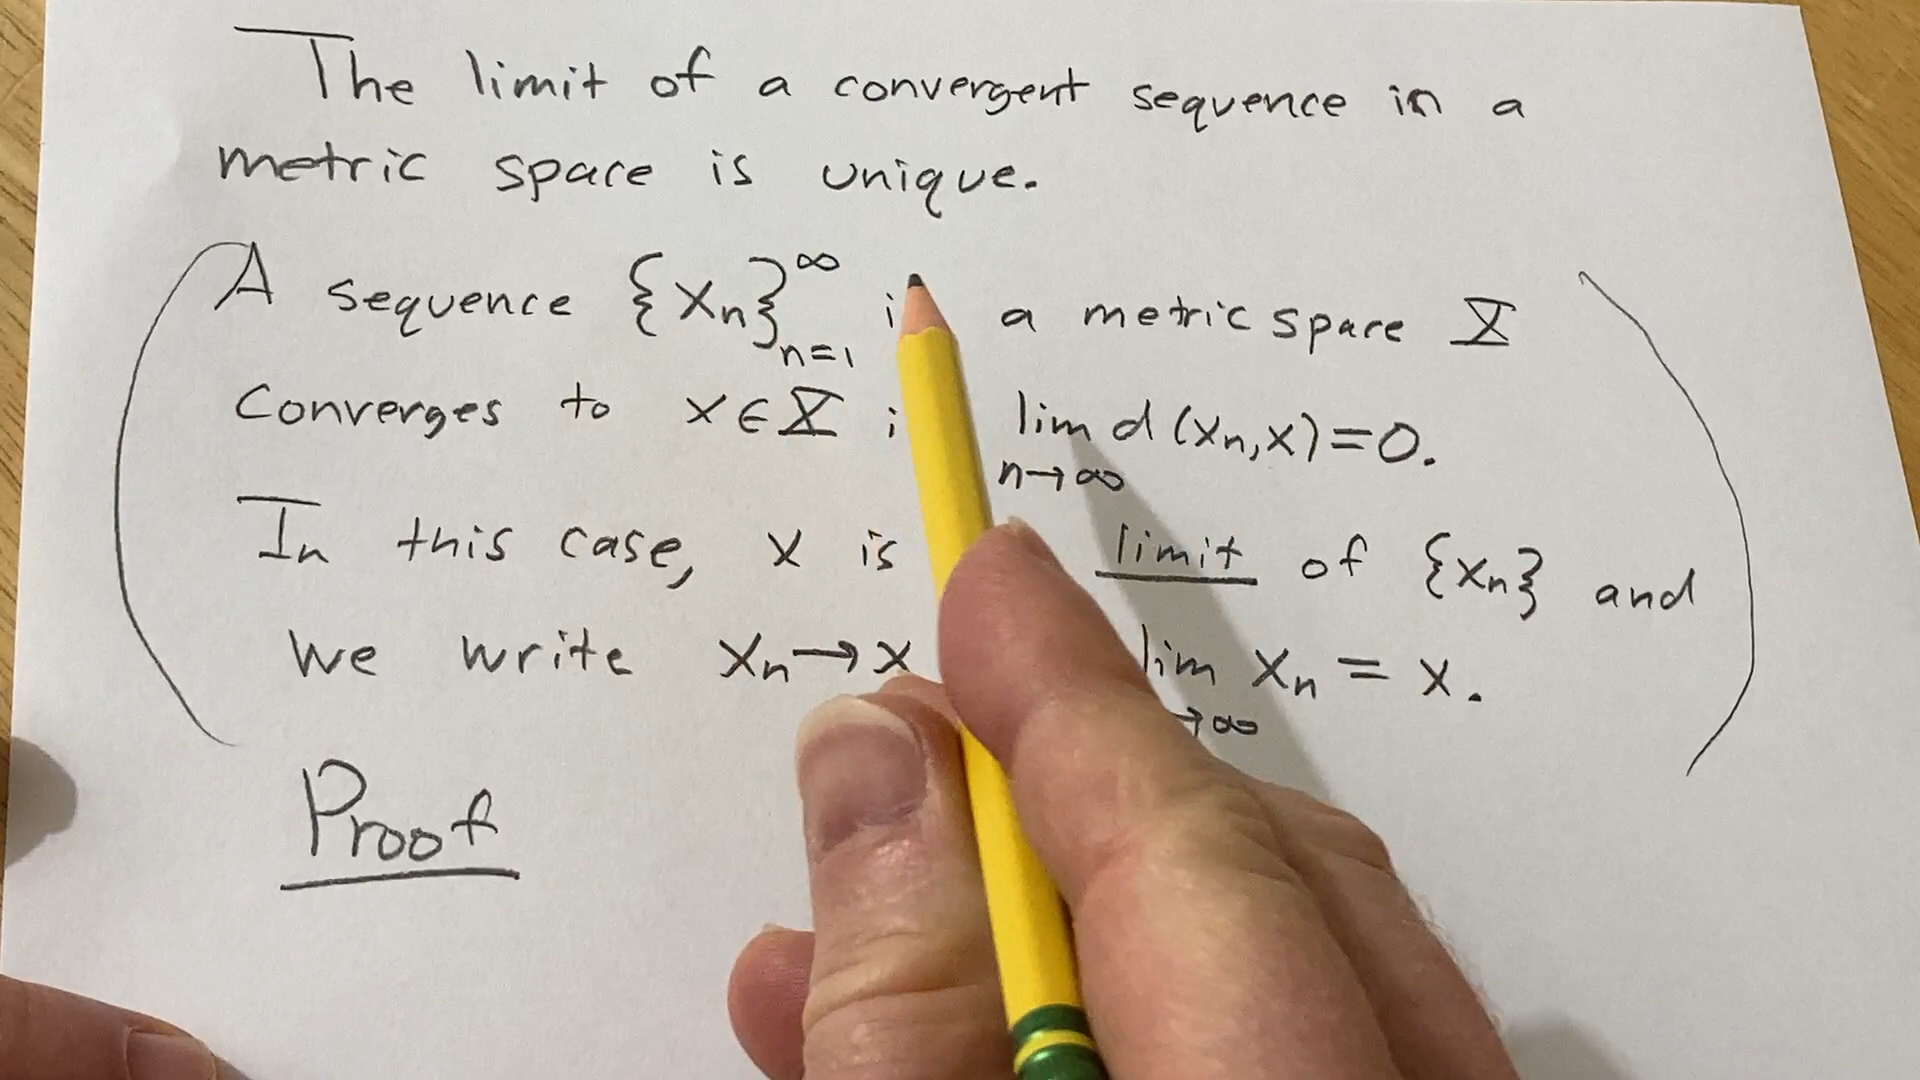 The limit of a convergent sequence in a
metric space is unique.
(A sequence {xₙ}ₙ₌₁^∞ a metric space X
Converges to x∈X lim n→∞ d(xₙ,x)=0.
In this case, x is limit of {xₙ} and
we write xₙ→x lim →∞ xₙ = x.)
Proof